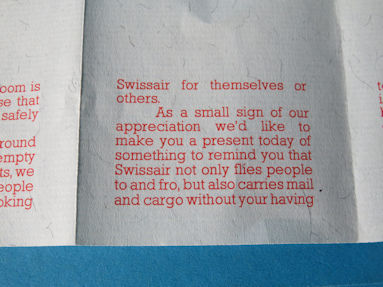 oom is
se that
safely
round
empty
ts, we
eople
oking
Swissair for themselves or
others.
As a small sign of our
appreciation we'd like to
make you a present today of
something to remind you that
Swissair not only flies people
to and fro, but also carries mail
and cargo without your having